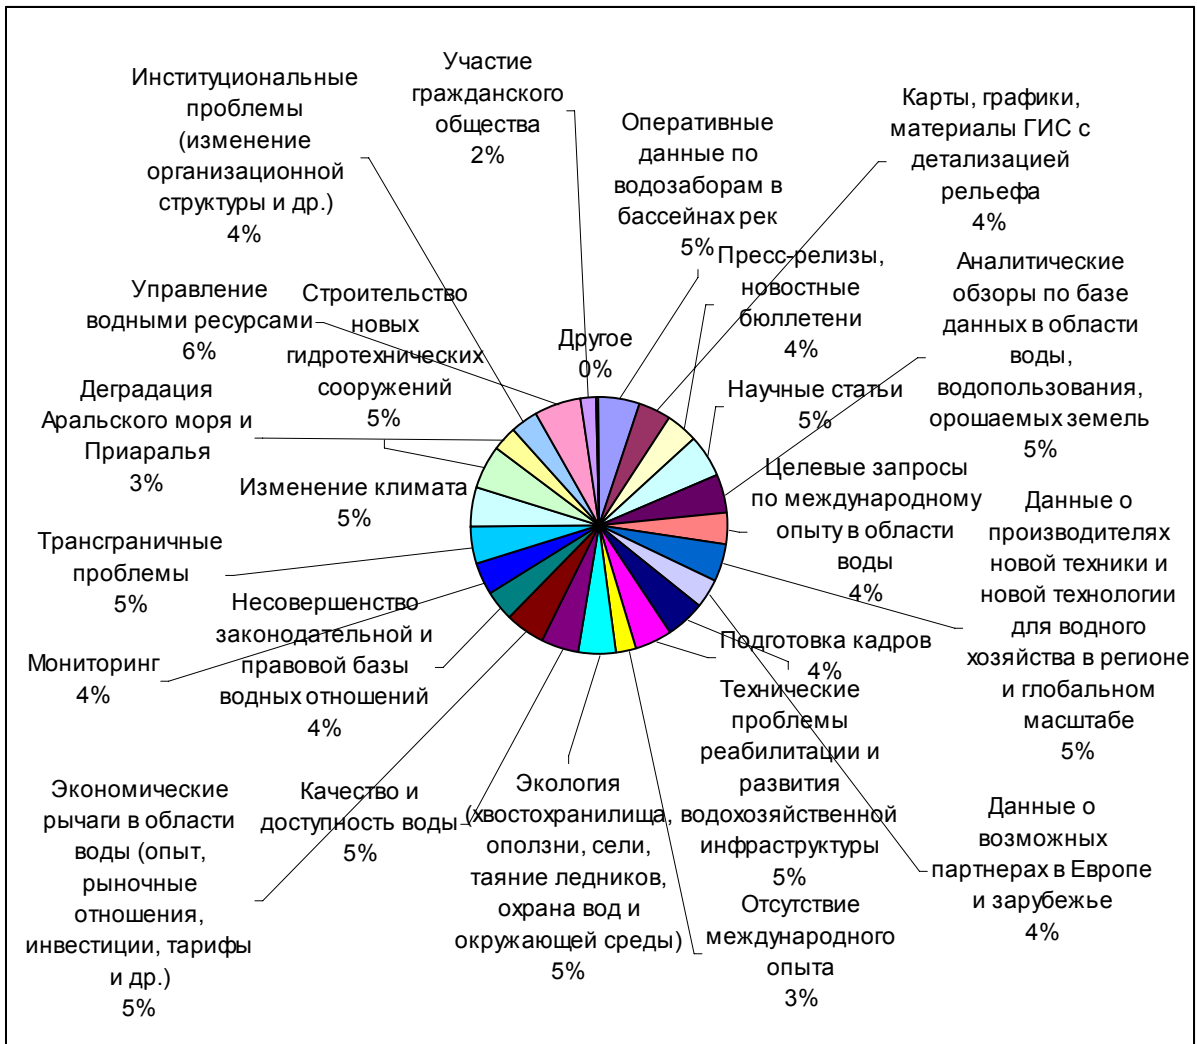 Институциональные
проблемы
(изменение
организационной
структуры и др.)
4%
Участие
гражданского
общества
2%
Оперативные
данные по
водозаборам в
бассейнах рек
5%
Карты, графики,
материалы ГИС с
детализацией
рельефа
4%
Пресс-релизы,
новостные
бюллетени
4%
Аналитические
обзоры по базе
данных в области
воды,
водопользования,
орошаемых земель
5%
Управление
водными ресурсами
6%
Строительство
новых
гидротехнических
сооружений
5%
Другое
0%
Научные статьи
5%
Деградация
Аральского моря и
Приаралья
3%
Изменение климата
5%
Целевые запросы
по международному
опыту в области
воды
4%
Данные о
производителях
новой техники и
новой технологии
для водного
хозяйства в регионе
и глобальном
масштабе
5%
Трансграничные
проблемы
5%
Несовершенство
законодательной и
правовой базы
водных отношений
4%
Мониторинг
4%
Подготовка кадров
4%
Технические
проблемы
реабилитации и
развития
водохозяйственной
инфраструктуры
5%
Экономические
рычаги в области
воды (опыт,
рыночные
отношения,
инвестиции, тарифы
и др.)
5%
Качество и
доступность воды
5%
Экология
(хвостохранилища,
оползни, сели,
таяние ледников,
охрана вод и
окружающей среды)
5%
Отсутствие
международного
опыта
3%
Данные о
возможных
партнерах в Европе
и зарубежье
4%